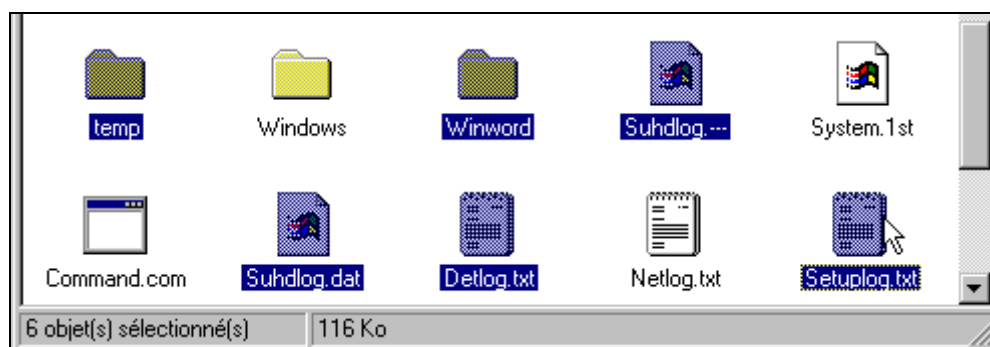 temp Windows Winword Suhdlog.--- System.1st
Command.com Suhdlog.dat Detlog.txt Netlog.txt Setuplog.txt
6 objet(s) sélectionné(s) 116 Ko